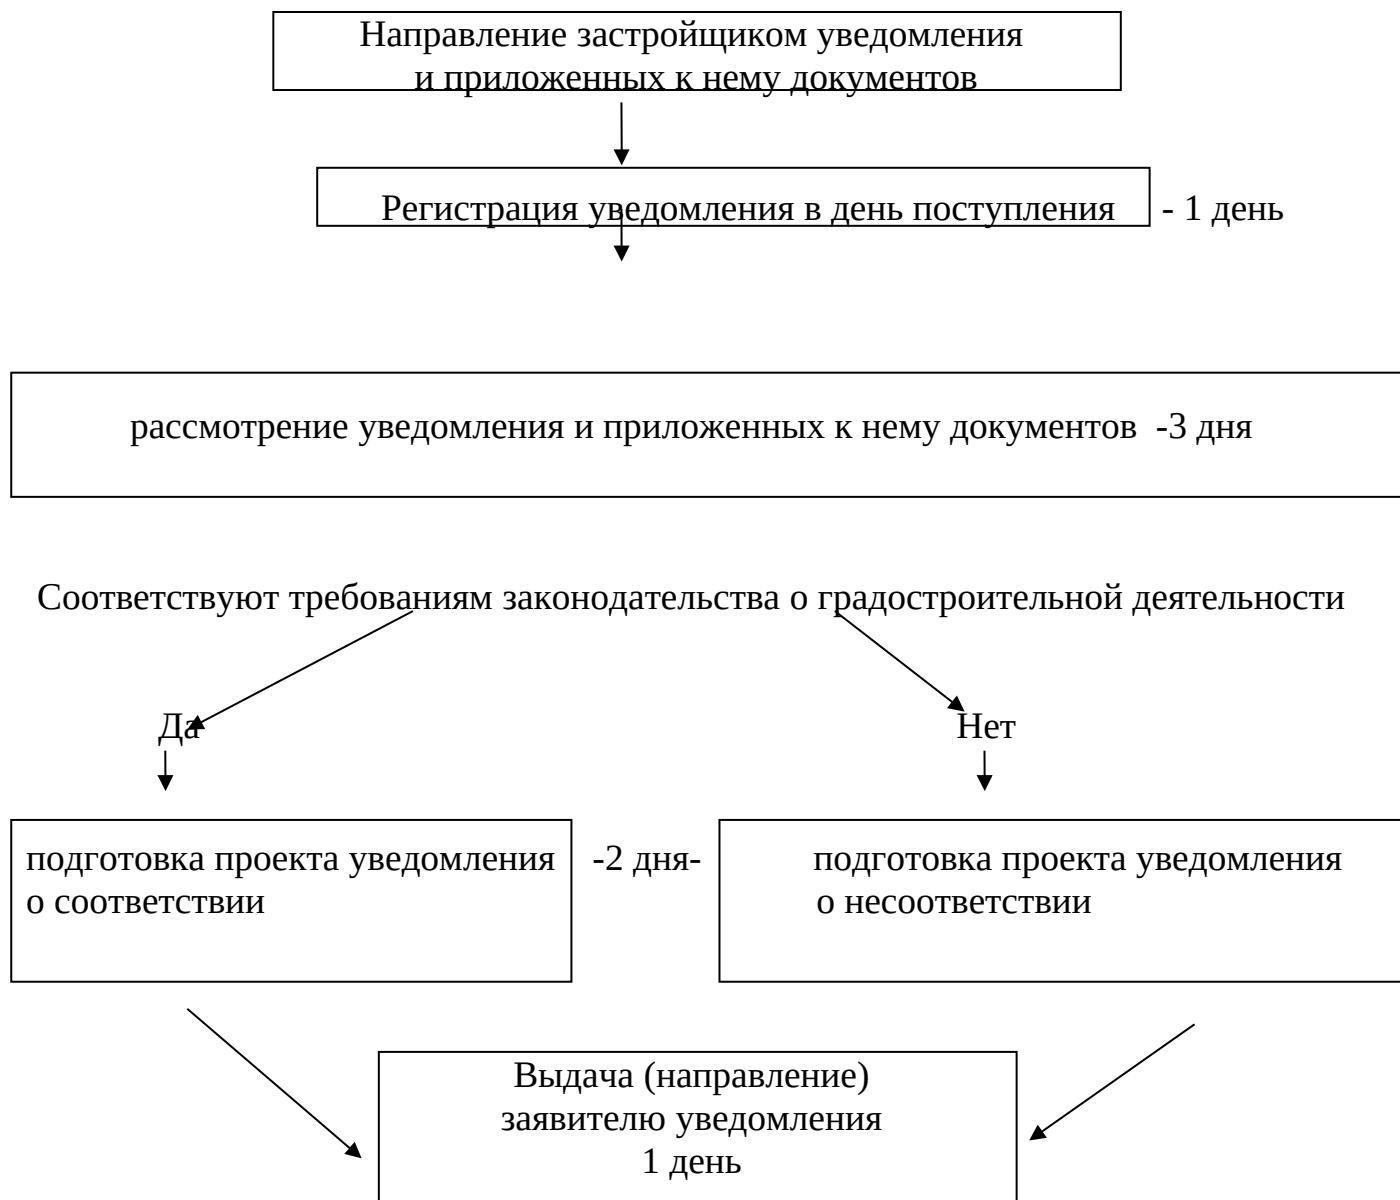 Направление застройщиком уведомления
и приложенных к нему документов
Регистрация уведомления в день поступления - 1 день
рассмотрение уведомления и приложенных к нему документов -3 дня
Соответствуют требованиям законодательства о градостроительной деятельности
Да Нет
подготовка проекта уведомления -2 дня- подготовка проекта уведомления
о соответствии о несоответствии
Выдача (направление)
заявителю уведомления
1 день